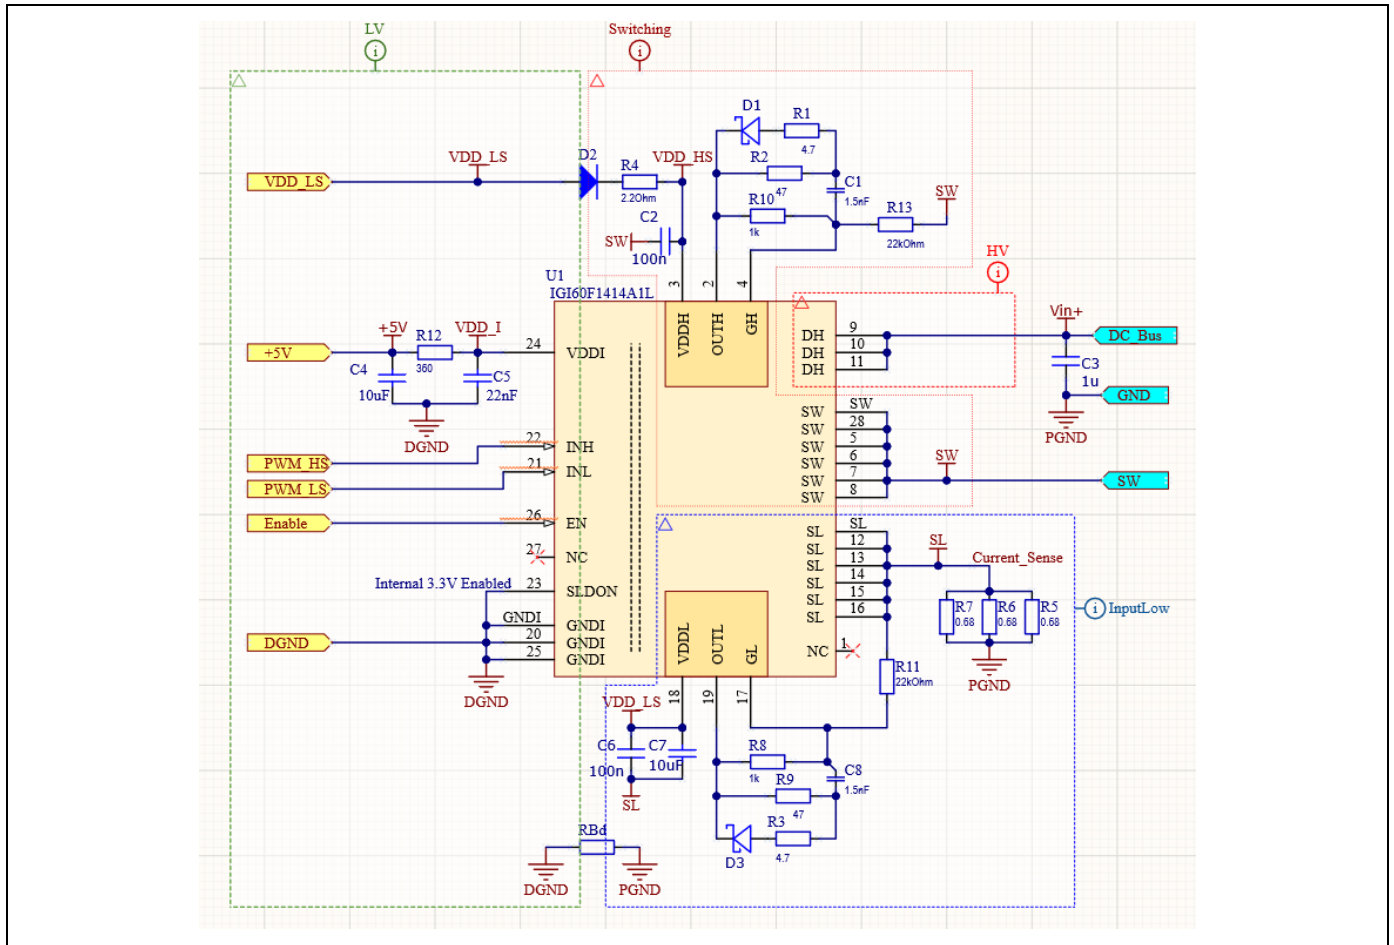 LV
Switching
D1
R1
4.7
D2
VDD_LS
VDD_LS
R4
2.2Ohm
VDD_HS
R2
47
C1
1.5nF
R10
1k
R13
22kOhm
SW
C2
SW
100n
HV
U1
IGI60F1414A1L
3
2
4
VDDH
OUTH
GH
Vin+
DC_Bus
+5V
+5V
R12
360
VDD_I
24
VDDI
DH
9
DH
10
DH
11
C3
1u
GND
PGND
C4
10uF
C5
22nF
DGND
SW
SW
SW
28
SW
5
SW
6
SW
7
SW
8
SW
SW
PWM_HS
22
INH
PWM_LS
21
INL
Enable
26
EN
27
NC
Internal 3.3V Enabled
23
SLDON
GNDI
GNDI
DGND
20
GNDI
25
GNDI
DGND
SL
SL
SL
12
SL
13
SL
14
SL
15
SL
16
NC
1
SL
Current_Sense
R7
0.68
R6
0.68
R5
0.68
PGND
InputLow
VDDL
OUTL
GL
18
19
17
R11
22kOhm
VDD_LS
C6
100n
C7
10uF
SL
R8
1k
C8
1.5nF
R9
47
R3
4.7
D3
RBd
DGND
PGND